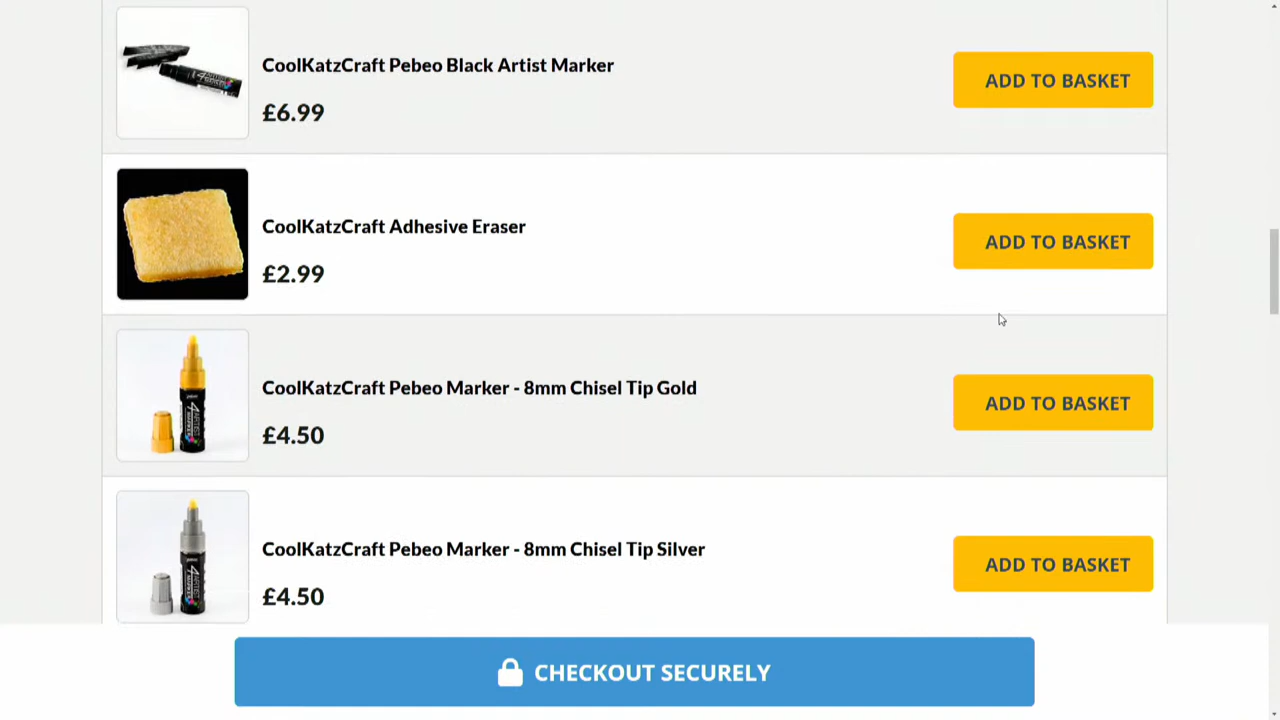 CoolKatzCraft Pebeo Black Artist Marker
£6.99
ADD TO BASKET
CoolKatzCraft Adhesive Eraser
£2.99
ADD TO BASKET
CoolKatzCraft Pebeo Marker - 8mm Chisel Tip Gold
£4.50
ADD TO BASKET
CoolKatzCraft Pebeo Marker - 8mm Chisel Tip Silver
£4.50
ADD TO BASKET
CHECKOUT SECURELY